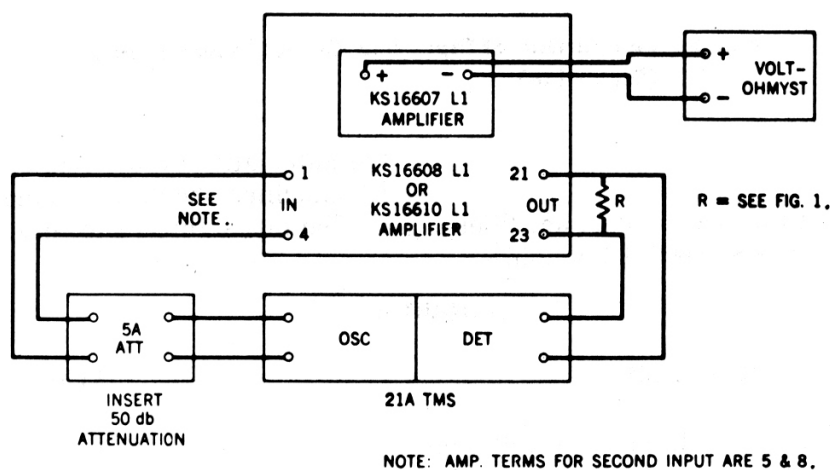 + -
KS16607 L1
AMPLIFIER
+
-
VOLT-
OHMYST
1
4
SEE
NOTE.
IN
KS16608 L1
OR
KS16610 L1
AMPLIFIER
21
23
OUT
R
R = SEE FIG. 1.
5A
ATT
OSC
DET
INSERT
50 db
ATTENUATION
21A TMS
NOTE: AMP. TERMS FOR SECOND INPUT ARE 5 & 8.